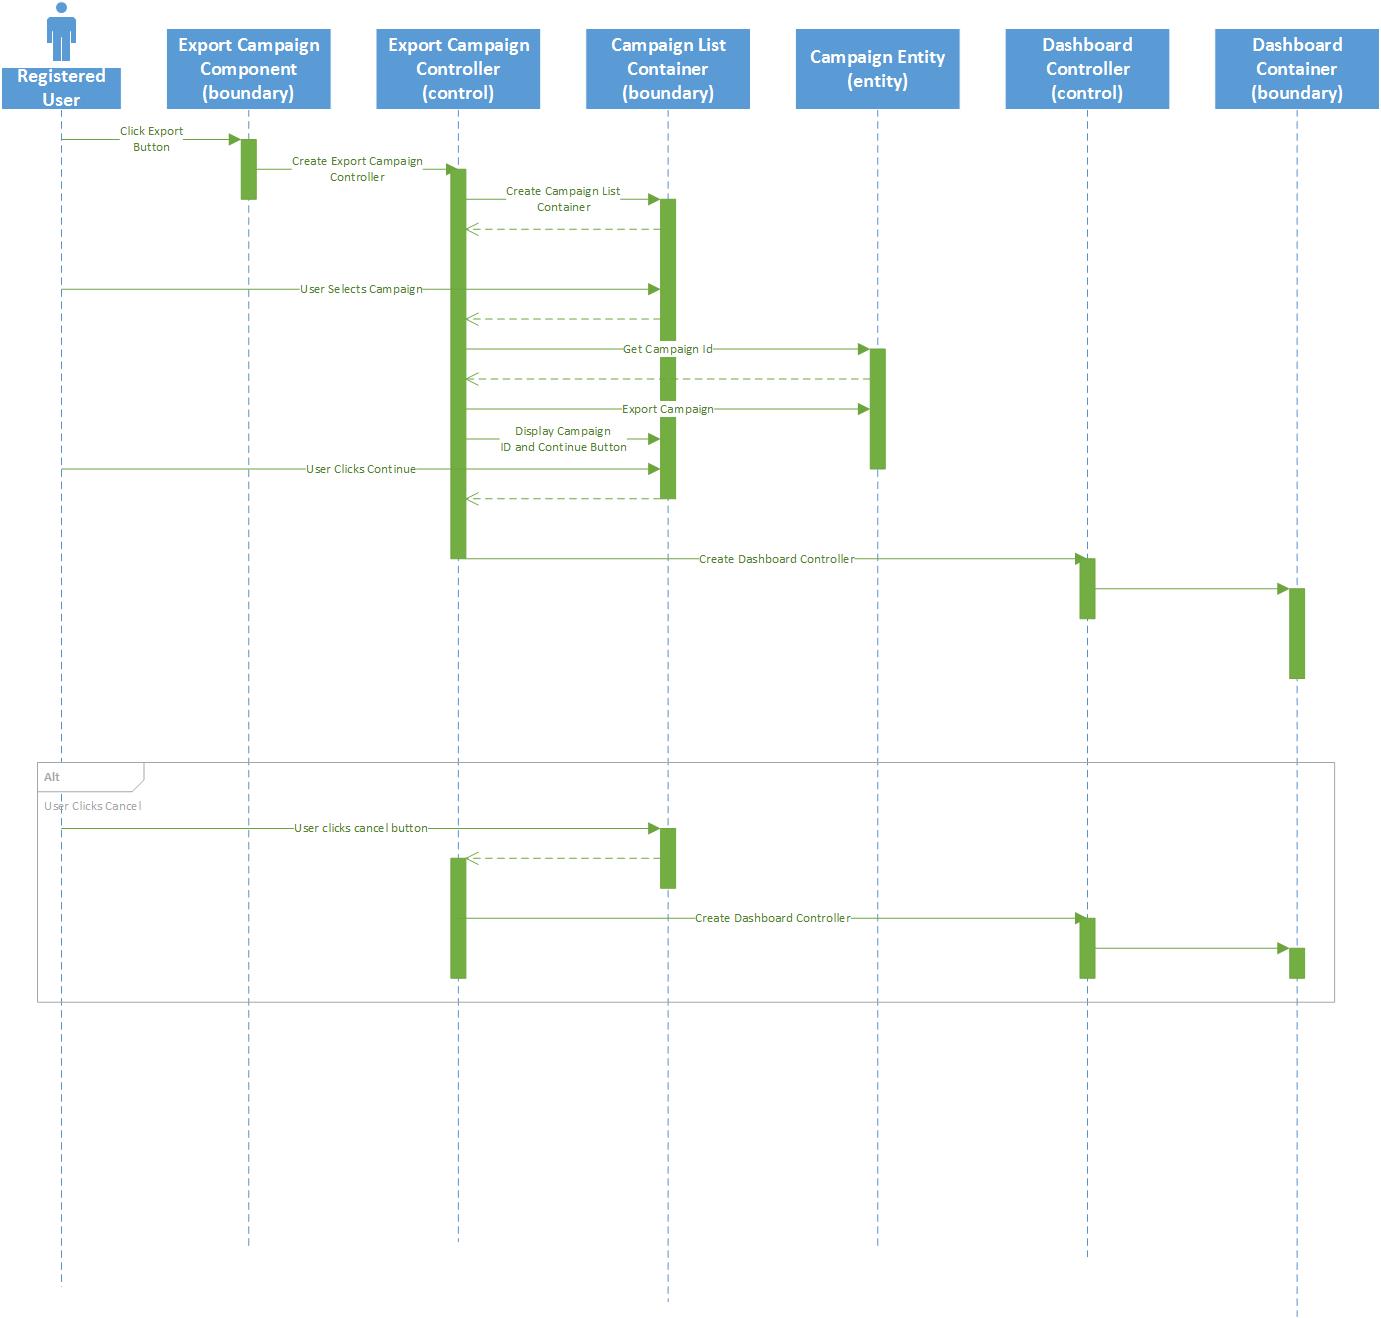 Registered
User
Export Campaign
Component
(boundary)
Export Campaign
Controller
(control)
Campaign List
Container
(boundary)
Campaign Entity
(entity)
Dashboard
Controller
(control)
Dashboard
Container
(boundary)
Click Export
Button
Create Export Campaign
Controller
Create Campaign List
Container
User Selects Campaign
Get Campaign Id
Export Campaign
Display Campaign
ID and Continue Button
User Clicks Continue
Create Dashboard Controller
Alt
User Clicks Cancel
User clicks cancel button
Create Dashboard Controller